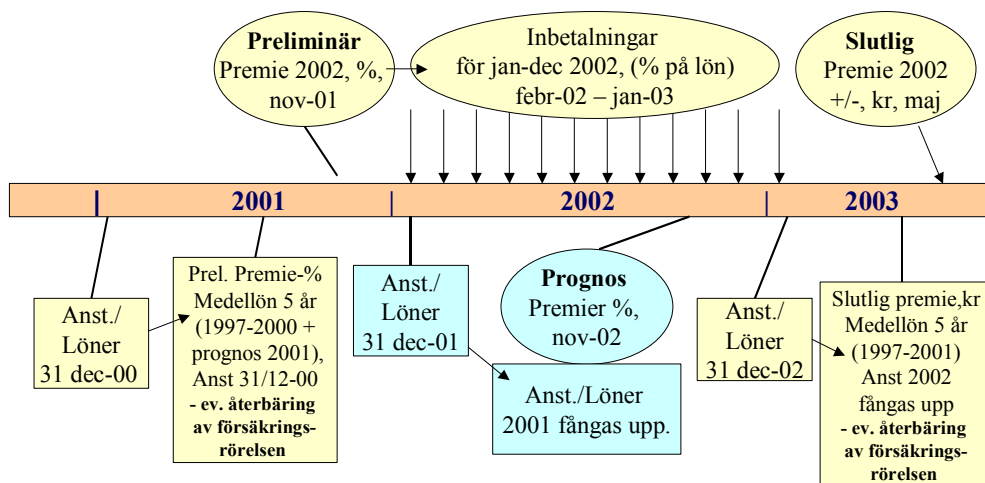 Preliminär
Premie 2002, %,
nov-01
Inbetalningar
för jan-dec 2002, (% på lön)
febr-02 – jan-03
Slutlig
Premie 2002
+/-, kr, maj
| 2001 | 2002 | 2003
Anst./
Löner
31 dec-00
Prel. Premie-%
Medellön 5 år
(1997-2000 +
prognos 2001),
Anst 31/12-00
- ev. återbäring
av försäkrings-
rörelsen
Anst./
Löner
31 dec-01
Prognos
Premier %,
nov-02
Anst./Löner
2001 fångas upp.
Anst./
Löner
31 dec-02
Slutlig premie,kr
Medellön 5 år
(1997-2001)
Anst 2002
fångas upp
- ev. återbäring
av försäkrings-
rörelsen